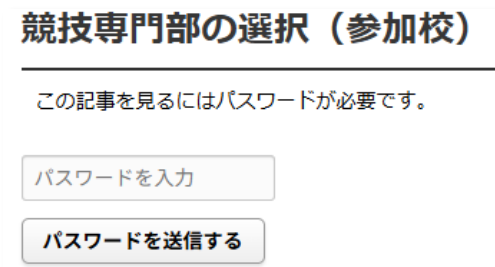 競技専門部の選択（参加校）
この記事を見るにはパスワードが必要です。
パスワードを入力
パスワードを送信する